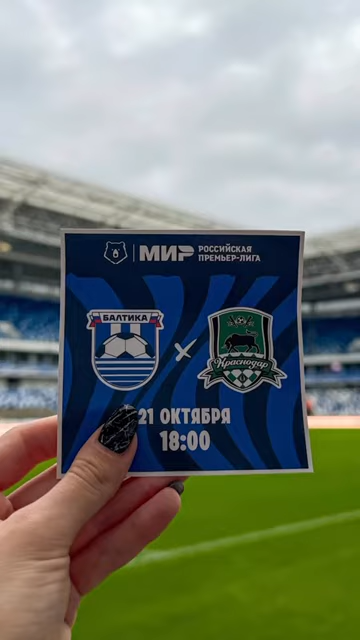 МИР РОССИЙСКАЯ
ПРЕМЬЕР-ЛИГА
БАЛТИКА
Краснодар
21 ОКТЯБРЯ
18:00